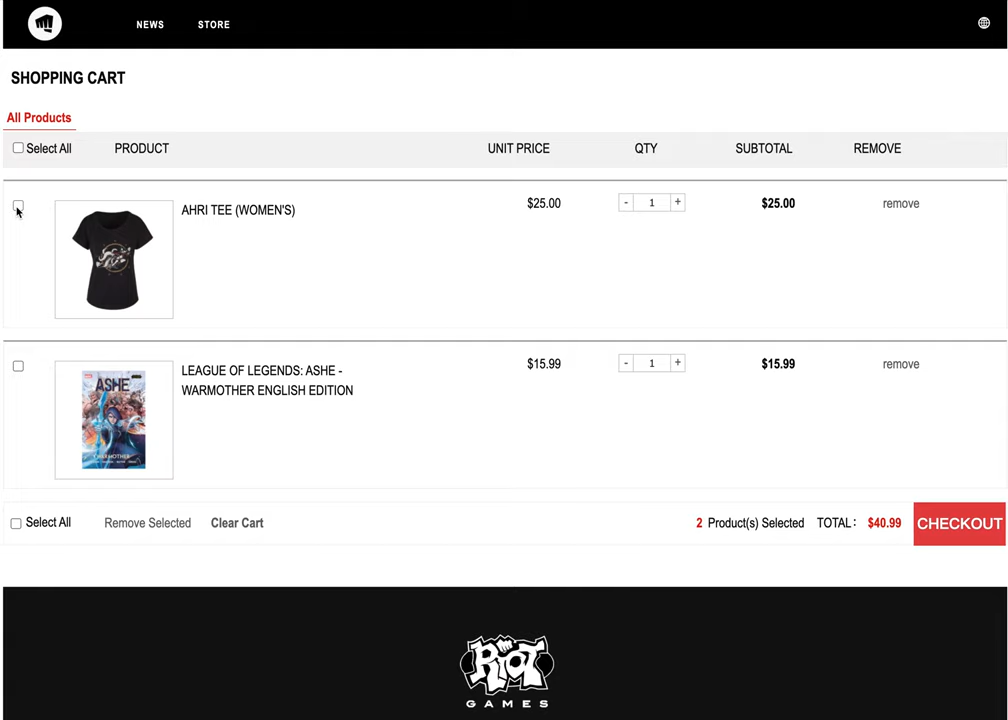 NEWS STORE
SHOPPING CART
All Products
Select All PRODUCT UNIT PRICE QTY SUBTOTAL REMOVE
AHRI TEE (WOMEN'S) $25.00 - 1 + $25.00 remove
LEAGUE OF LEGENDS: ASHE - $15.99 - 1 + $15.99 remove
WARMOTHER ENGLISH EDITION
ASHE
WARMOTHER
Select All Remove Selected Clear Cart 2 Product(s) Selected TOTAL: $40.99 CHECKOUT
RIOT
GAMES